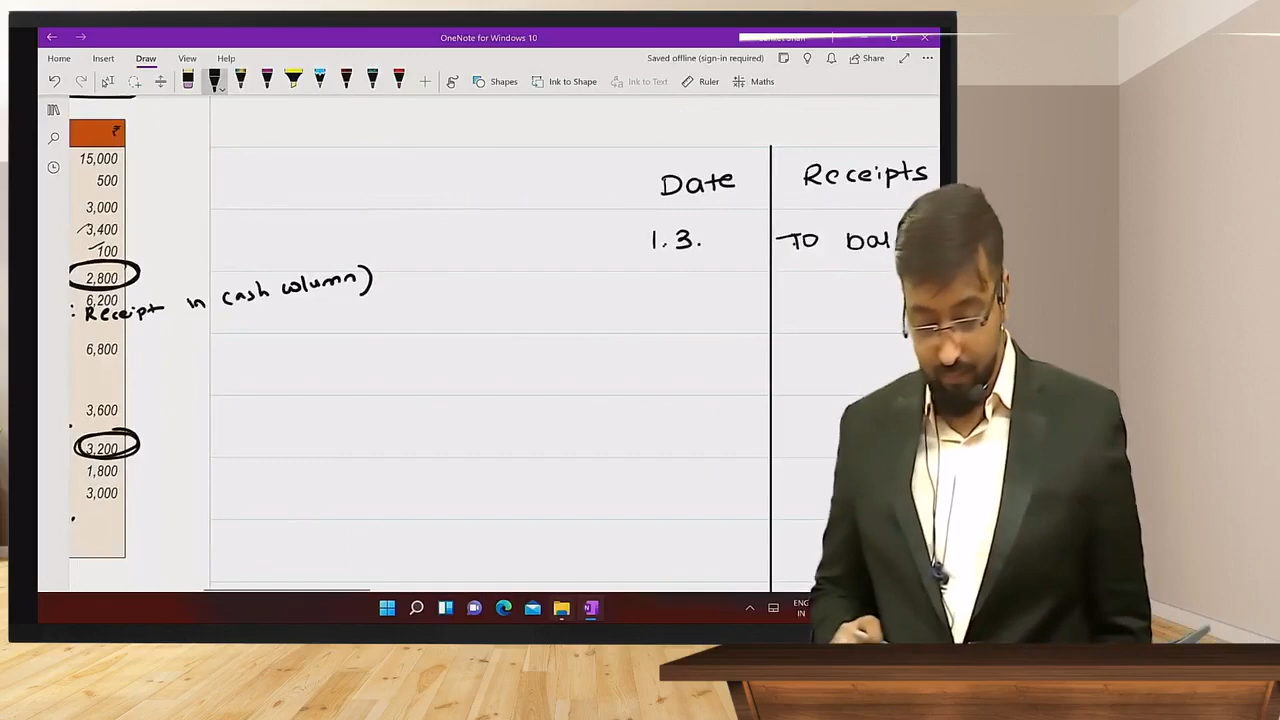 OneNote for Windows 10
Home Insert Draw View Help
Saved offline (sign-in required)
Share
Shapes Ink to Shape Ink to Text Ruler Maths
₹
15,000
500
3,000
3,400
100
2,800
6,200
: Receipt in cash column)
6,800
3,600
3,200
1,800
3,000
Date Receipts
1.3. To bal
ENG
IN